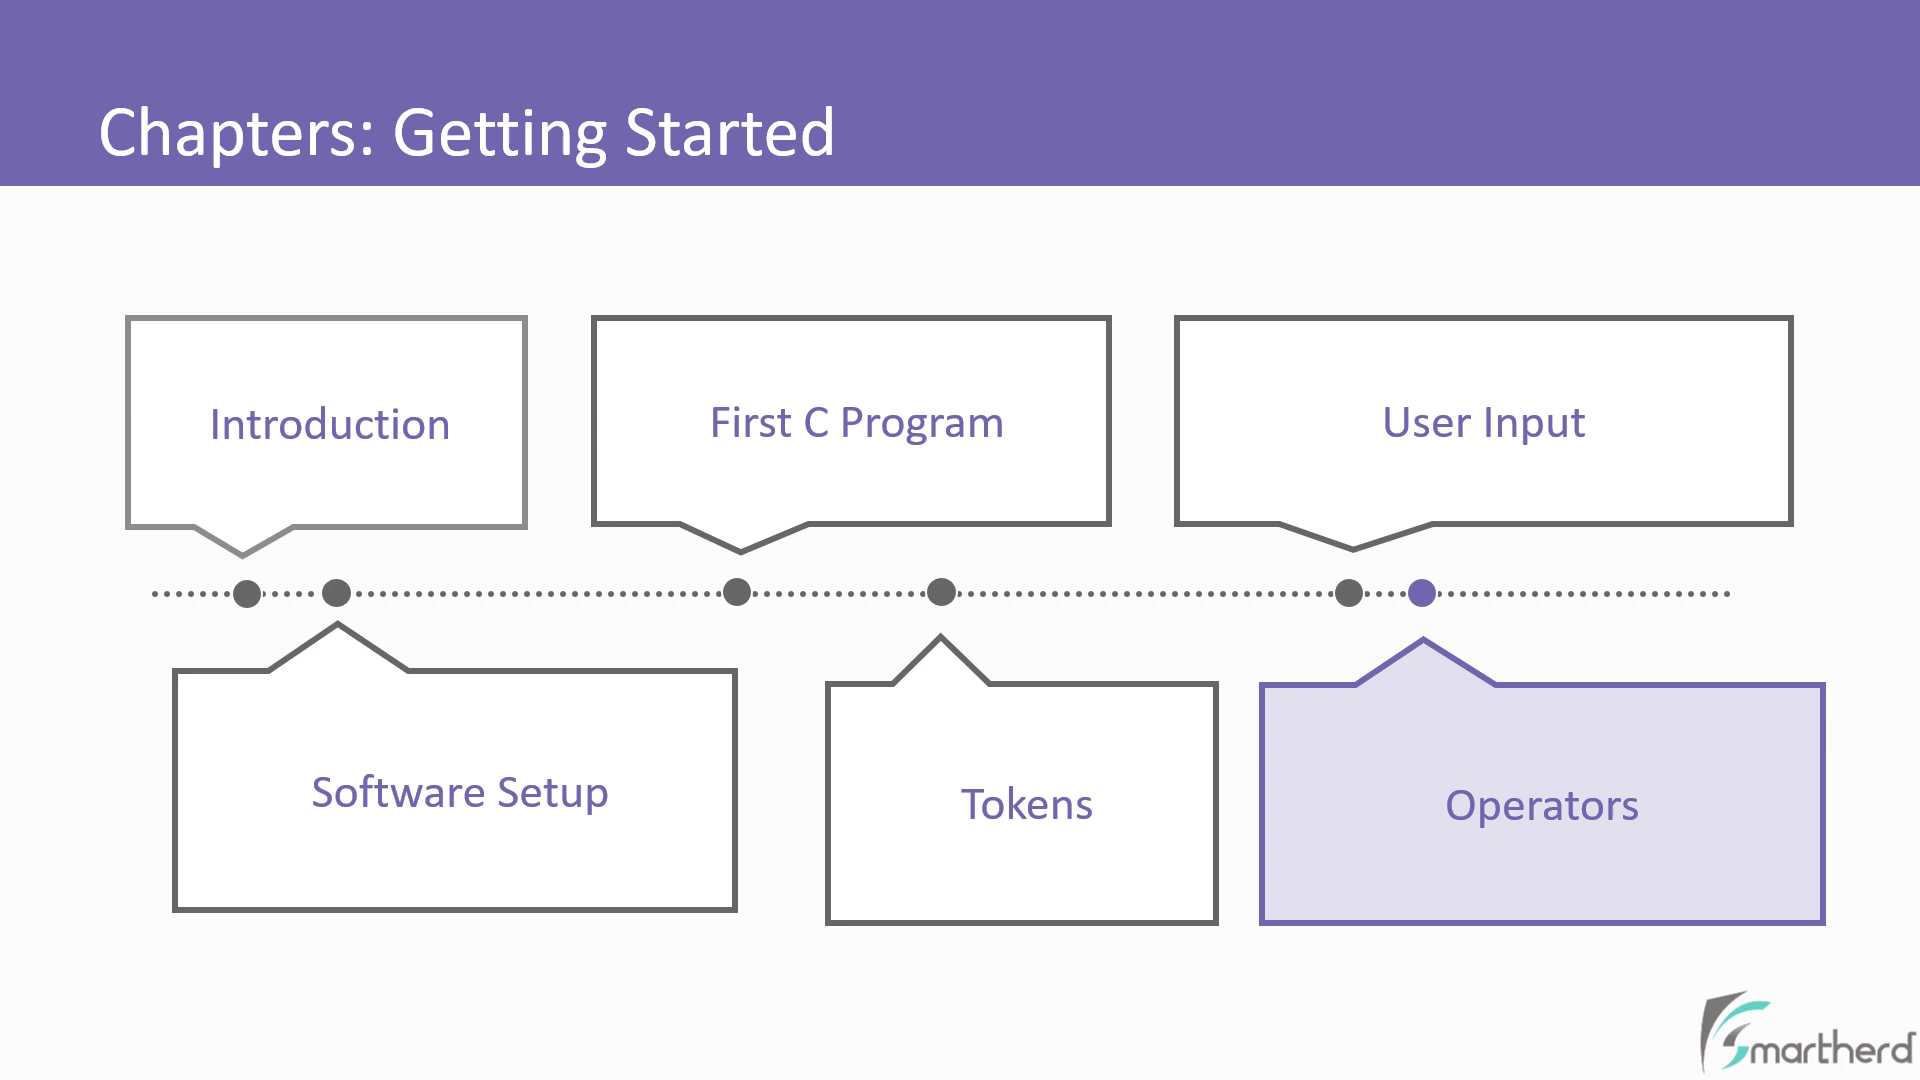 Chapters: Getting Started
Introduction
First C Program
User Input
Software Setup
Tokens
Operators
Smartherd